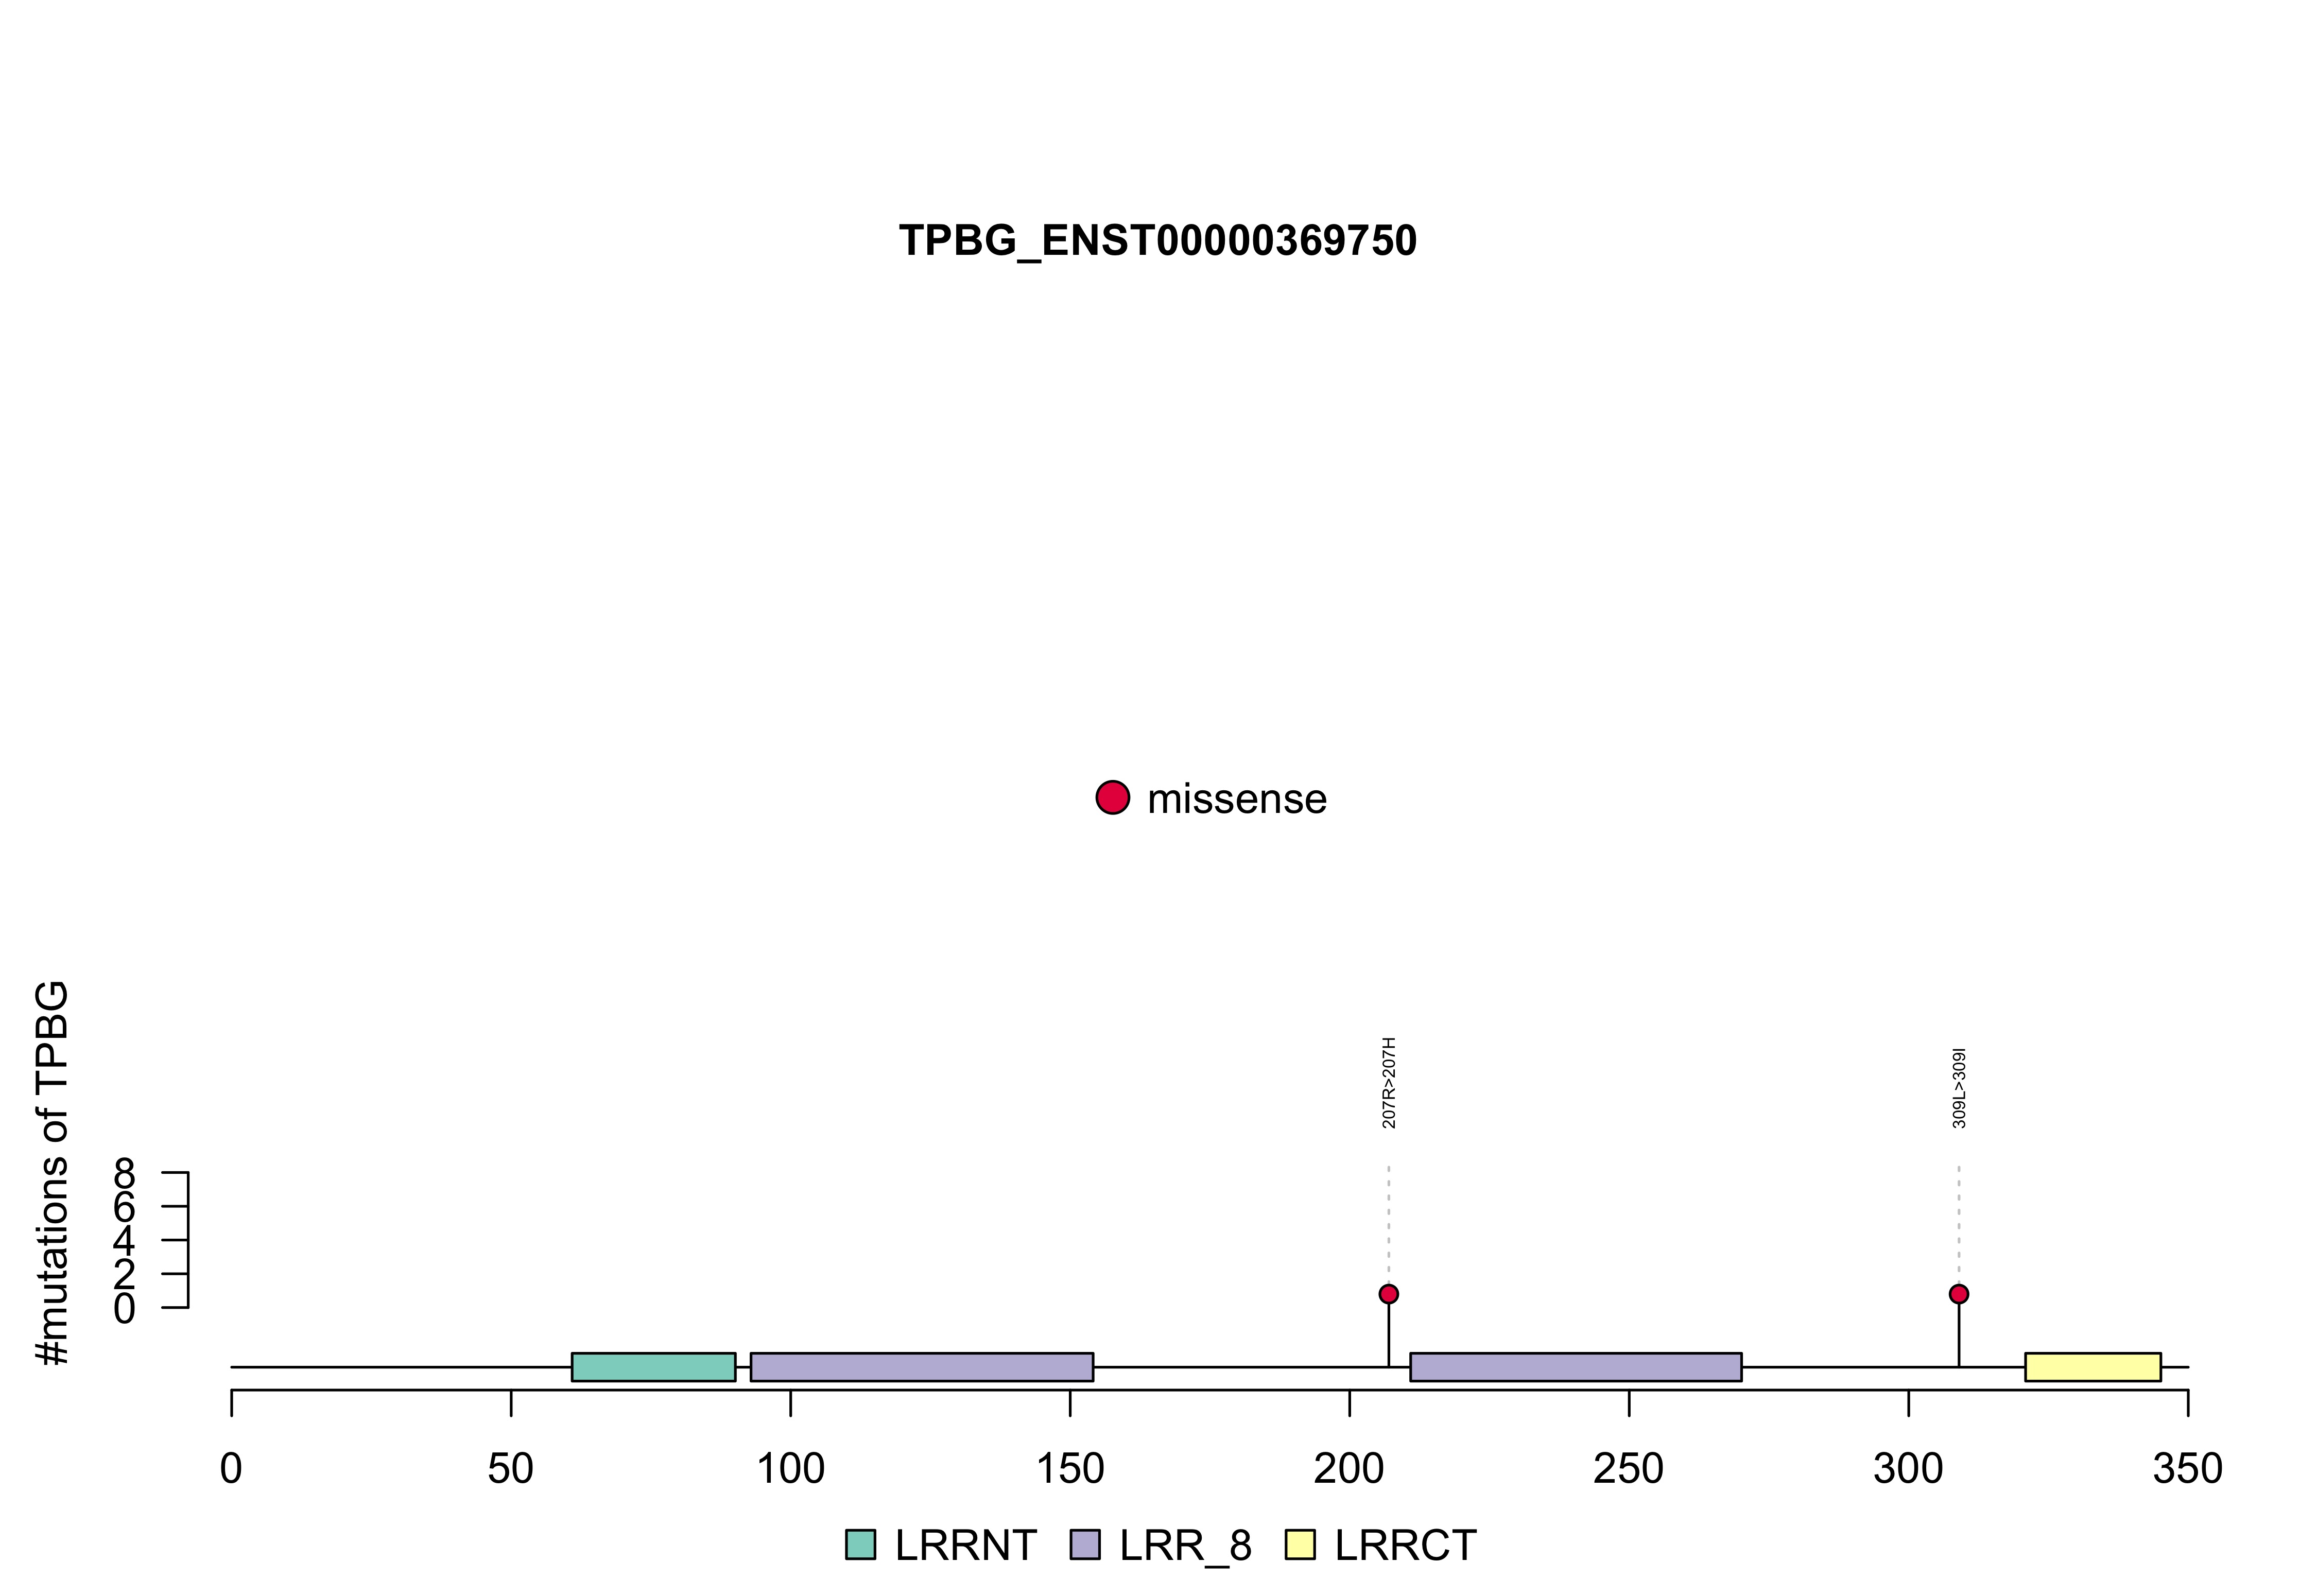 TPBG_ENST00000369750
missense
#mutations of TPBG
207R>207H
309L>309I
8
6
4
2
0
0 50 100 150 200 250 300 350
LRRNT LRR_8 LRRCT